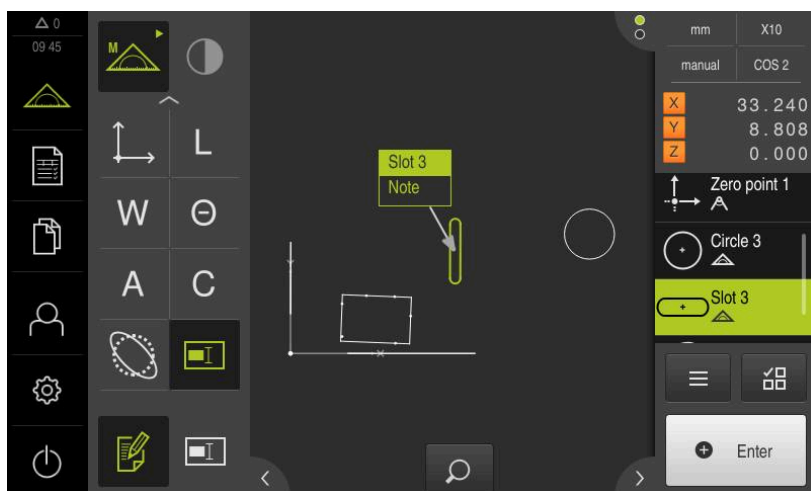 0
09 45
M
L
W
Θ
A
C
Slot 3
Note
mm
X10
manual
COS 2
X 33.240
Y 8.808
Z 0.000
Zero point 1
Circle 3
Slot 3
Enter